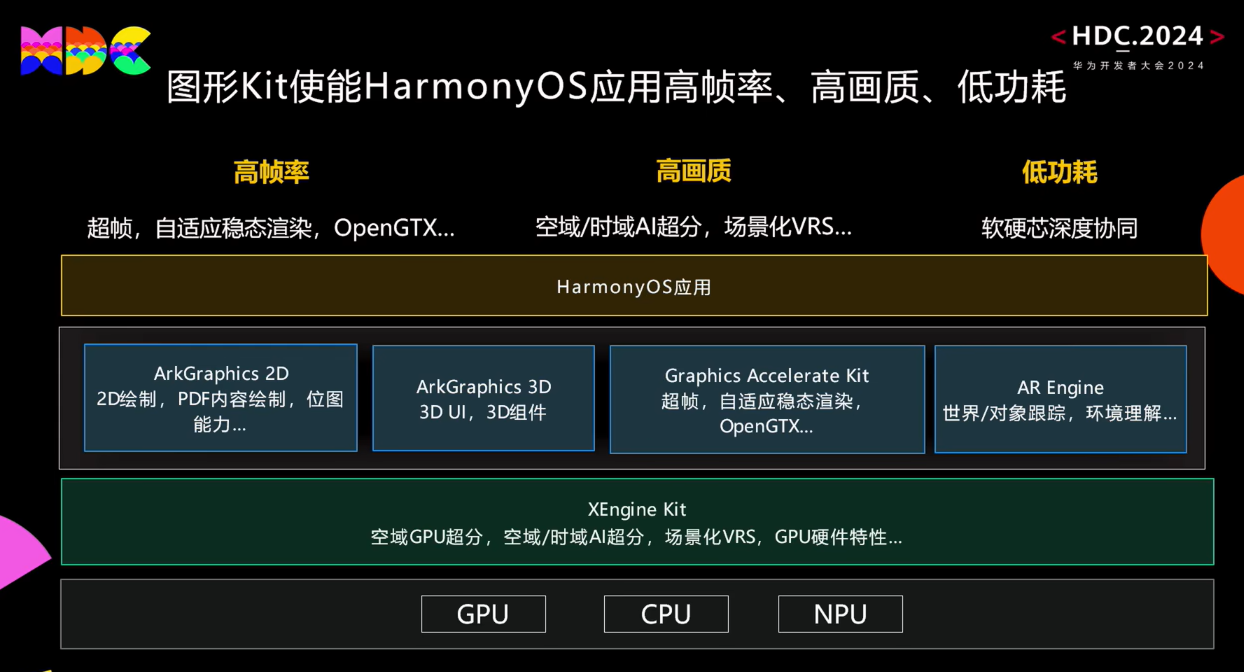 HDC
<HDC.2024>
华为开发者大会2024
图形Kit使能HarmonyOS应用高帧率、高画质、低功耗
高帧率
高画质
低功耗
超帧，自适应稳态渲染，OpenGTX...
空域/时域AI超分，场景化VRS...
软硬芯深度协同
HarmonyOS应用
ArkGraphics 2D
2D绘制，PDF内容绘制，位图
能力...
ArkGraphics 3D
3D UI，3D组件
Graphics Accelerate Kit
超帧，自适应稳态渲染，
OpenGTX...
AR Engine
世界/对象跟踪，环境理解...
XEngine Kit
空域GPU超分，空域/时域AI超分，场景化VRS，GPU硬件特性...
GPU
CPU
NPU